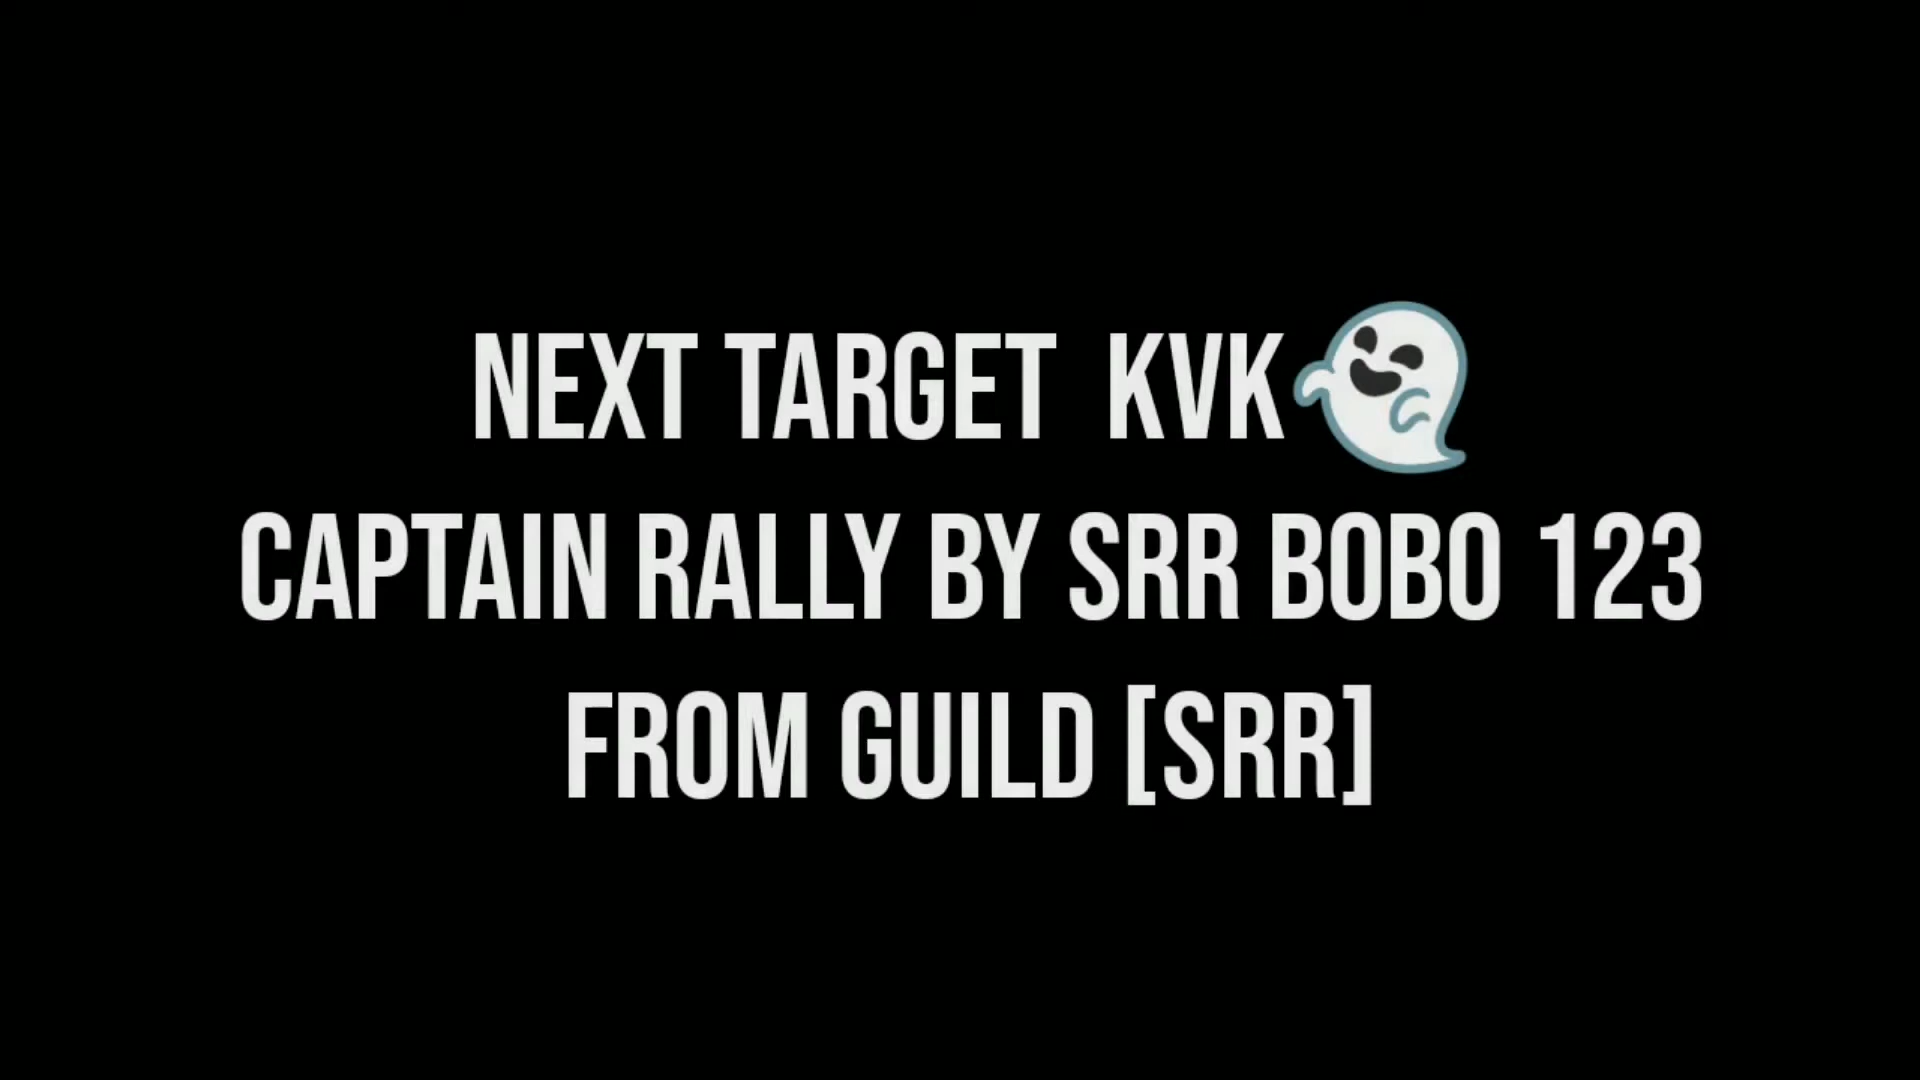 NEXT TARGET  KVK👻
CAPTAIN RALLY BY SRR BOBO 123
FROM GUILD [SRR]